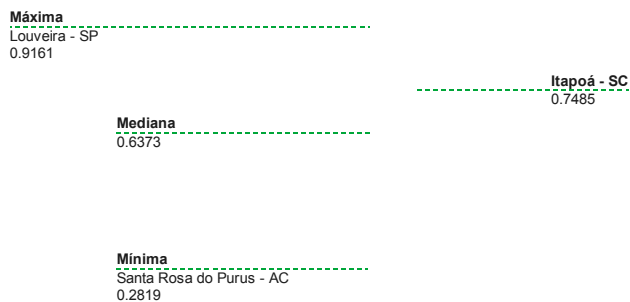 Máxima
Louveira - SP
0.9161
Itapoá - SC
0.7485
Mediana
0.6373
Mínima
Santa Rosa do Purus - AC
0.2819